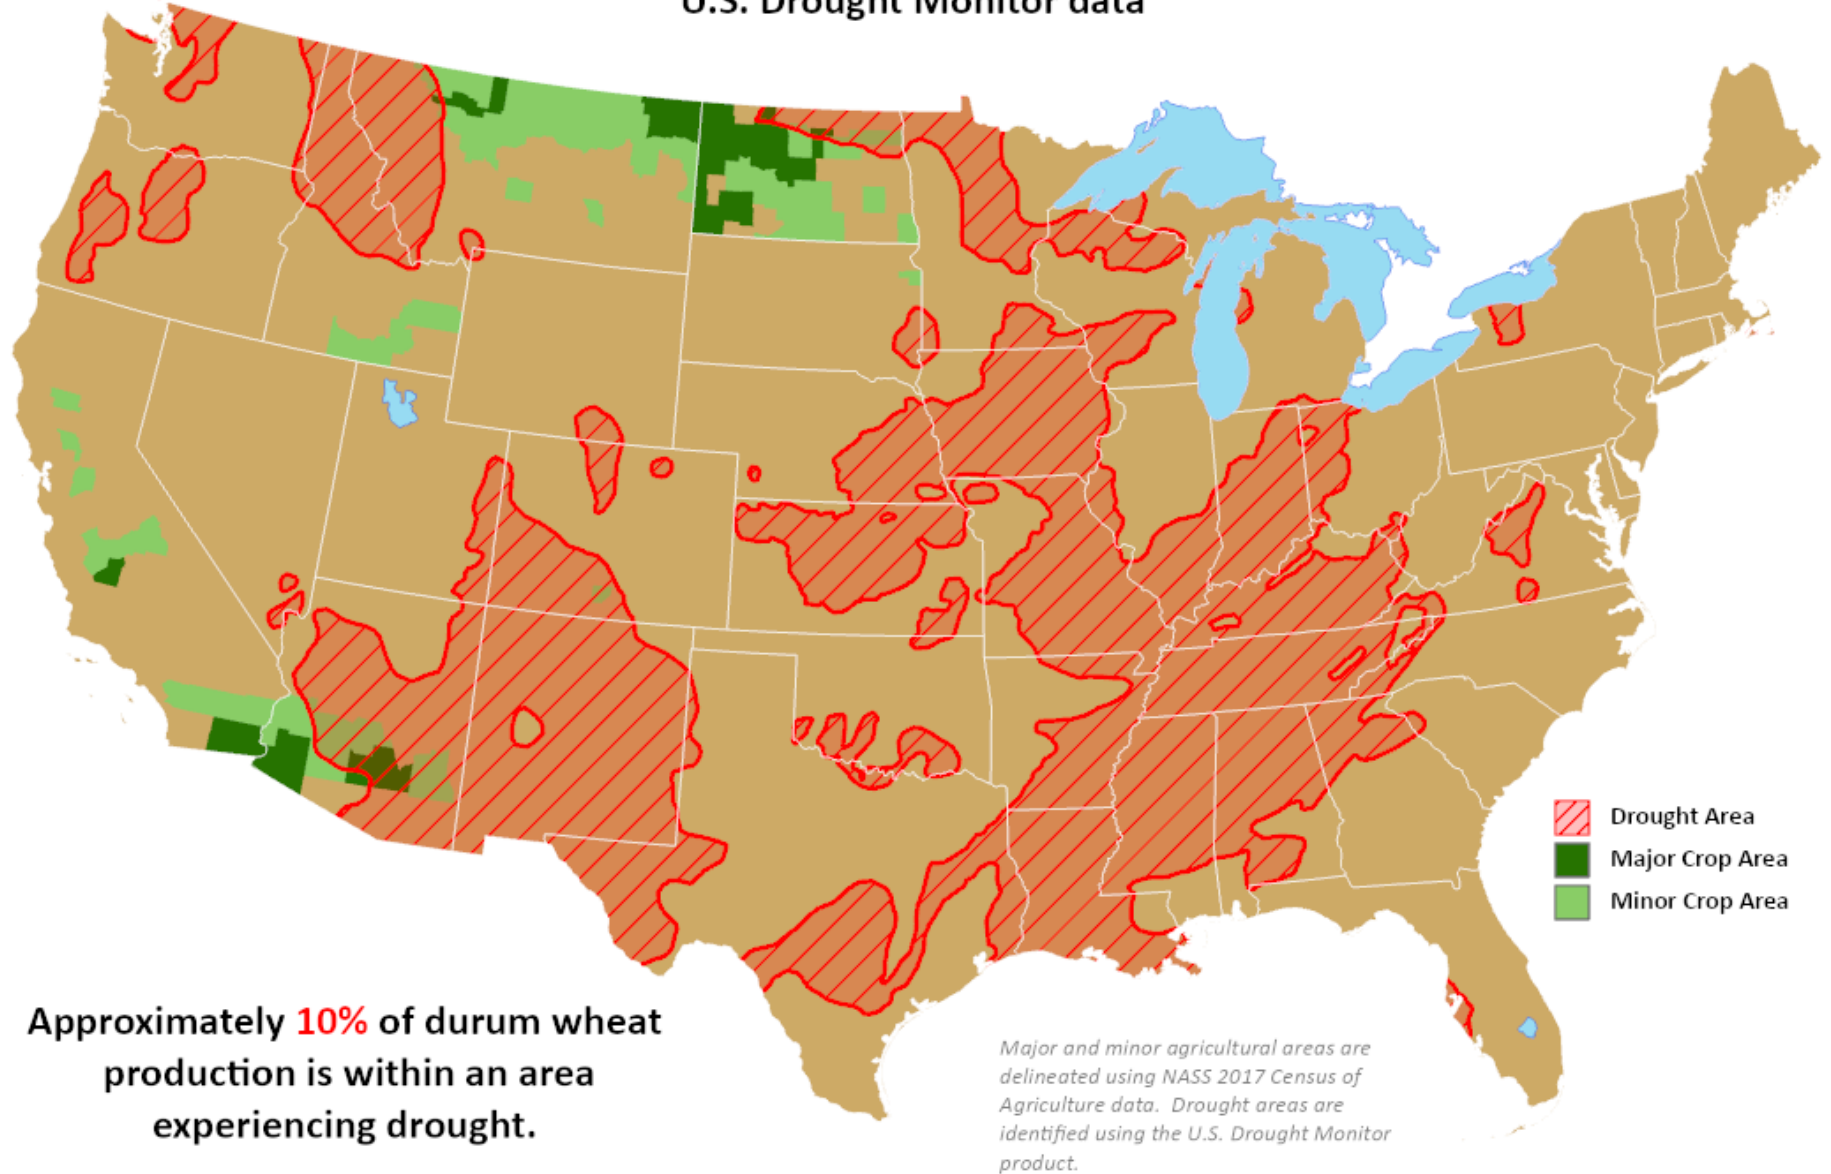 U.S. Drought Monitor data
Drought Area
Major Crop Area
Minor Crop Area
Approximately 10% of durum wheat
production is within an area
experiencing drought.
Major and minor agricultural areas are
delineated using NASS 2017 Census of
Agriculture data.  Drought areas are
identified using the U.S. Drought Monitor
product.